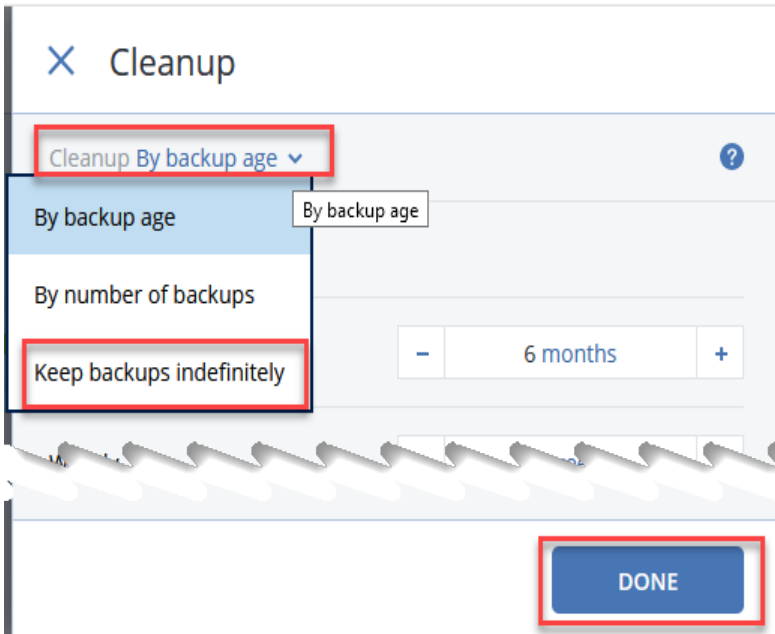 Cleanup
Cleanup By backup age
?
By backup age
By backup age
By number of backups
Keep backups indefinitely
- 6 months +
DONE